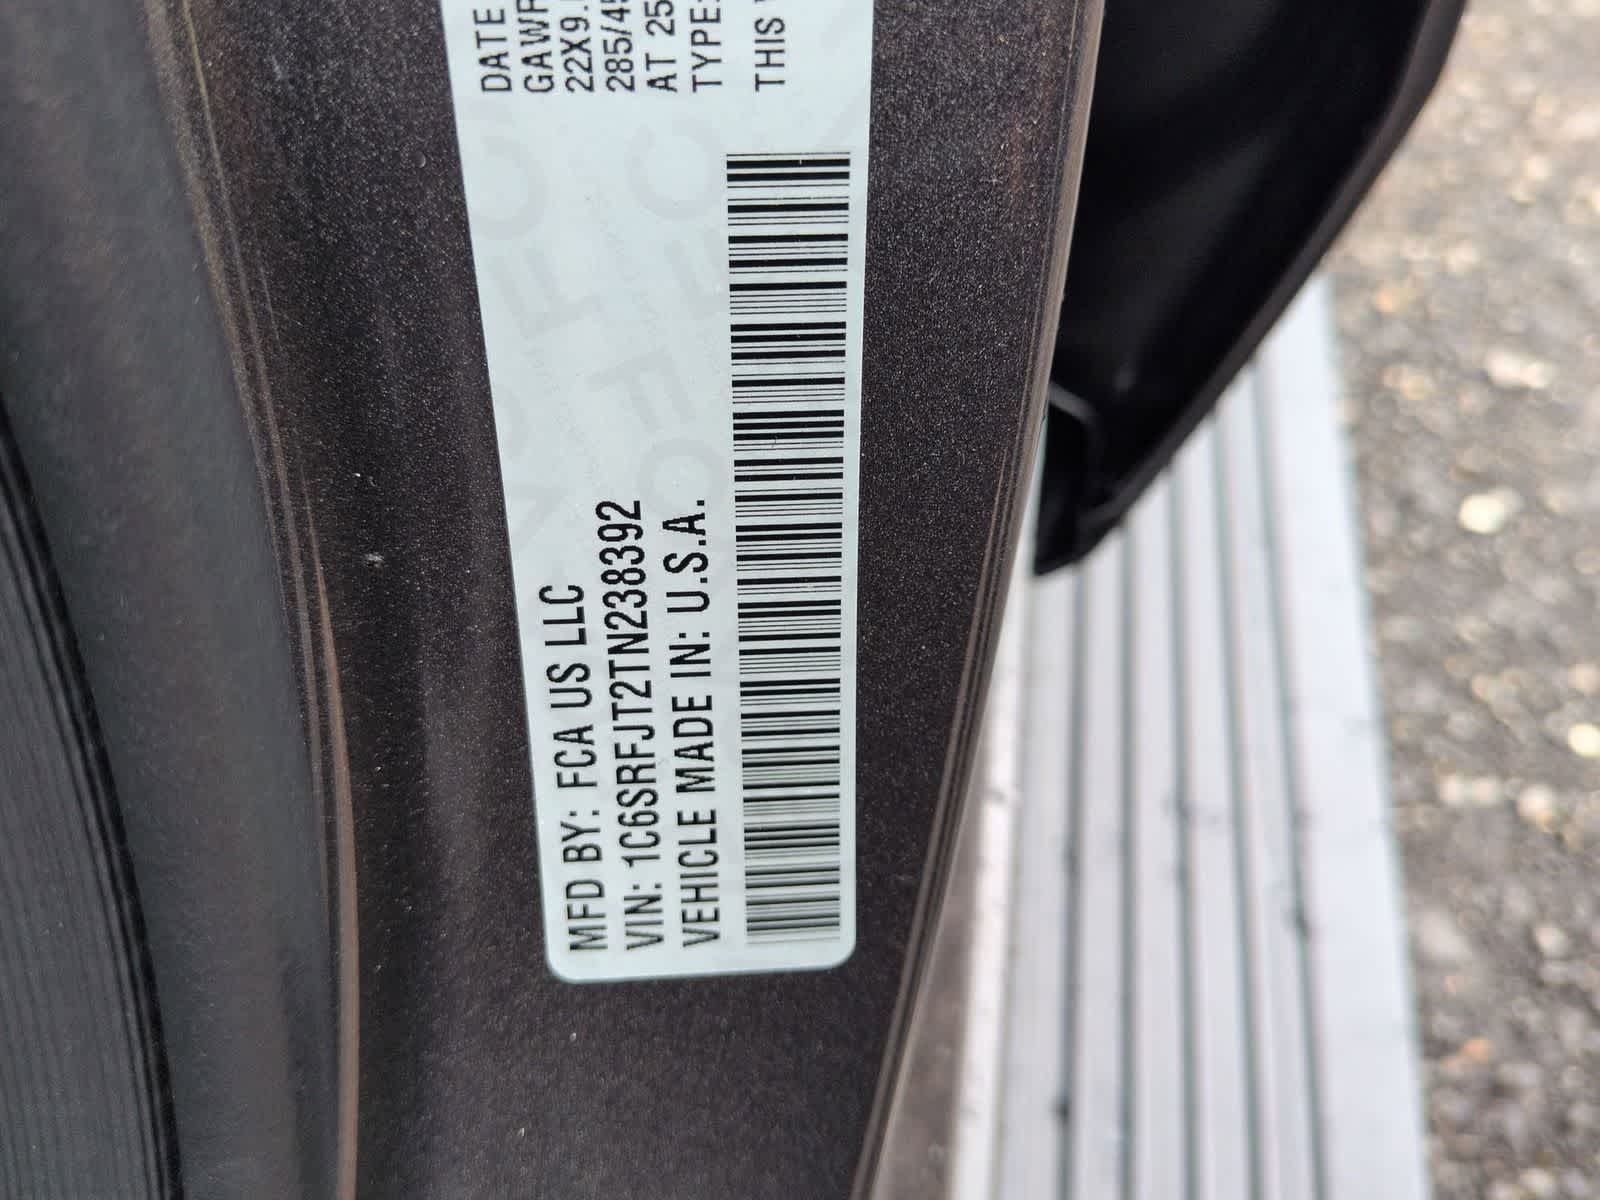 MFD BY: FCA US LLC
VIN: 1C6SRFJT2TN238392
VEHICLE MADE IN: U.S.A.
DATE
GAWR
22X9.
285/45
AT 25
TYPE:
THIS